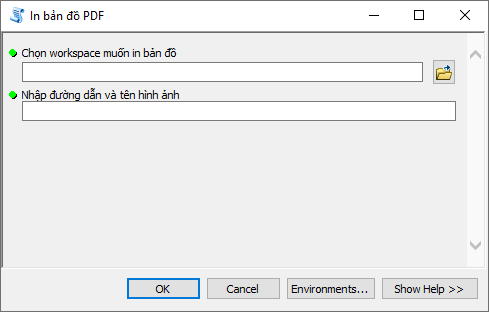 In bản đồ PDF
Chọn workspace muốn in bản đồ
Nhập đường dẫn và tên hình ảnh
OK
Cancel
Environments...
Show Help >>